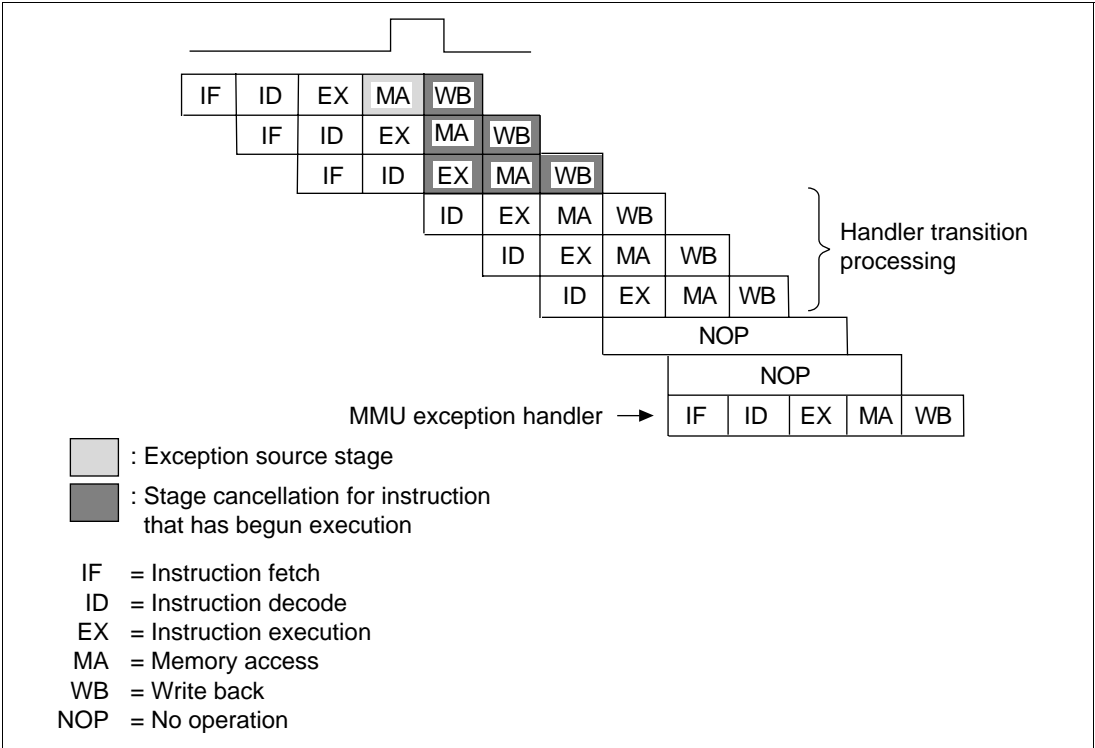 IF ID EX MA WB
IF ID EX MA WB
IF ID EX MA WB
ID EX MA WB
ID EX MA WB
ID EX MA WB
Handler transition
processing
NOP
NOP
MMU exception handler IF ID EX MA WB
: Exception source stage
: Stage cancellation for instruction
that has begun execution
IF = Instruction fetch
ID = Instruction decode
EX = Instruction execution
MA = Memory access
WB = Write back
NOP = No operation